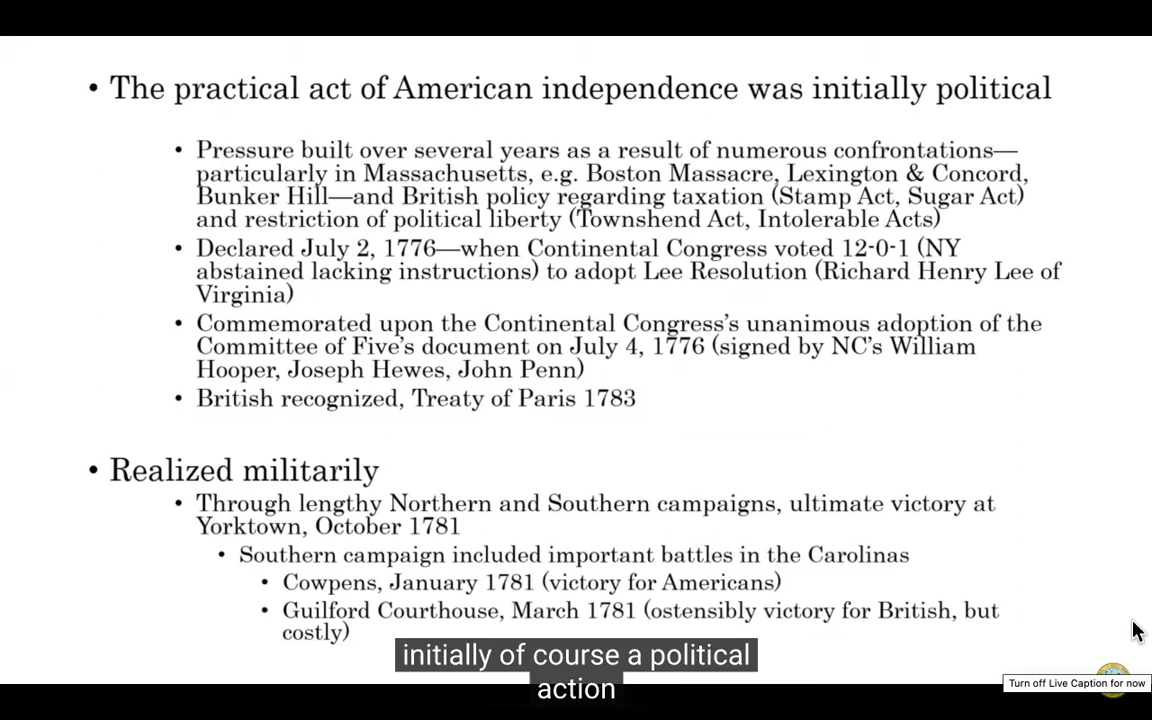 • The practical act of American independence was initially political
• Pressure built over several years as a result of numerous confrontations—
particularly in Massachusetts, e.g. Boston Massacre, Lexington & Concord,
Bunker Hill—and British policy regarding taxation (Stamp Act, Sugar Act)
and restriction of political liberty (Townshend Act, Intolerable Acts)
• Declared July 2, 1776—when Continental Congress voted 12-0-1 (NY
abstained lacking instructions) to adopt Lee Resolution (Richard Henry Lee of
Virginia)
• Commemorated upon the Continental Congress's unanimous adoption of the
Committee of Five's document on July 4, 1776 (signed by NC's William
Hooper, Joseph Hewes, John Penn)
• British recognized, Treaty of Paris 1783
• Realized militarily
• Through lengthy Northern and Southern campaigns, ultimate victory at
Yorktown, October 1781
• Southern campaign included important battles in the Carolinas
• Cowpens, January 1781 (victory for Americans)
• Guilford Courthouse, March 1781 (ostensibly victory for British, but
costly)
initially of course a political
action
Turn off Live Caption for now